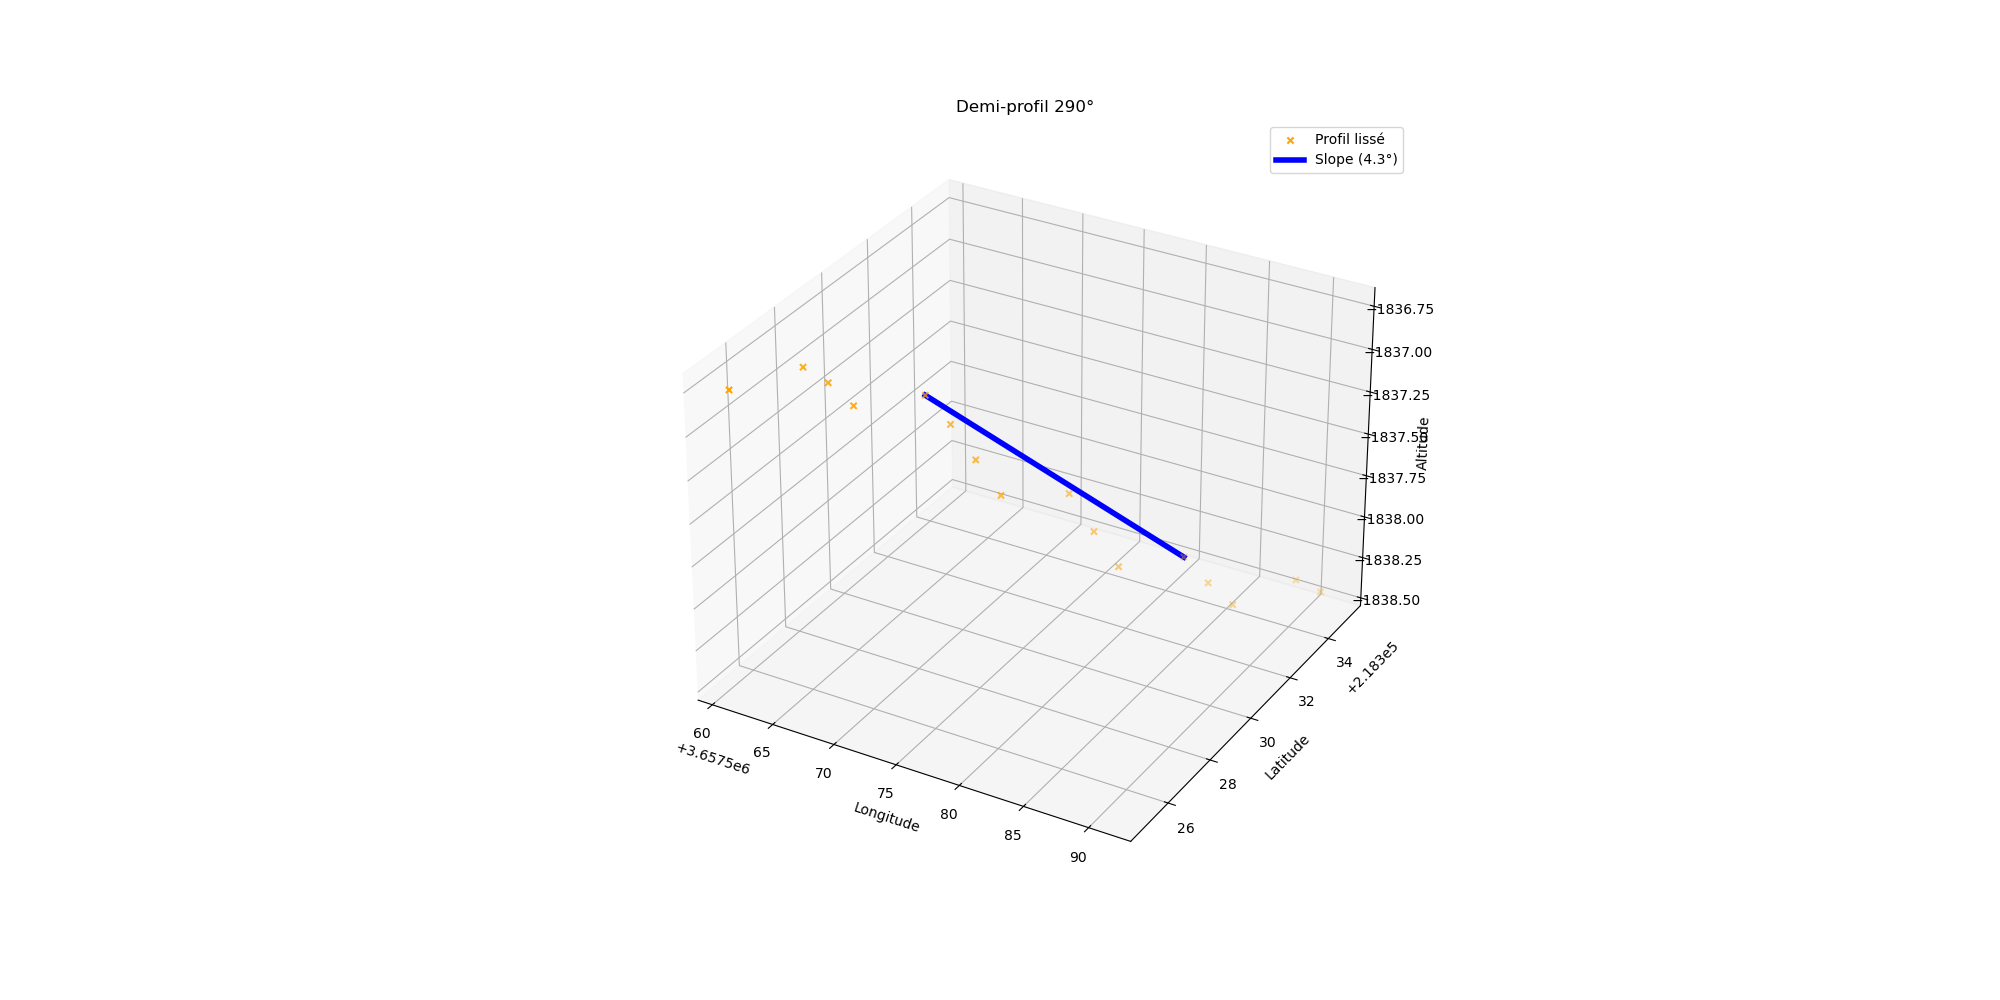 Demi-profil 290°
Profil lissé
Slope (4.3°)
−1836.75
−1837.00
−1837.25
−1837.50
−1837.75
−1838.00
−1838.25
−1838.50
Altitude
34
32
30
28
26
+2.183e5
Latitude
60
65
70
75
80
85
90
+3.6575e6
Longitude